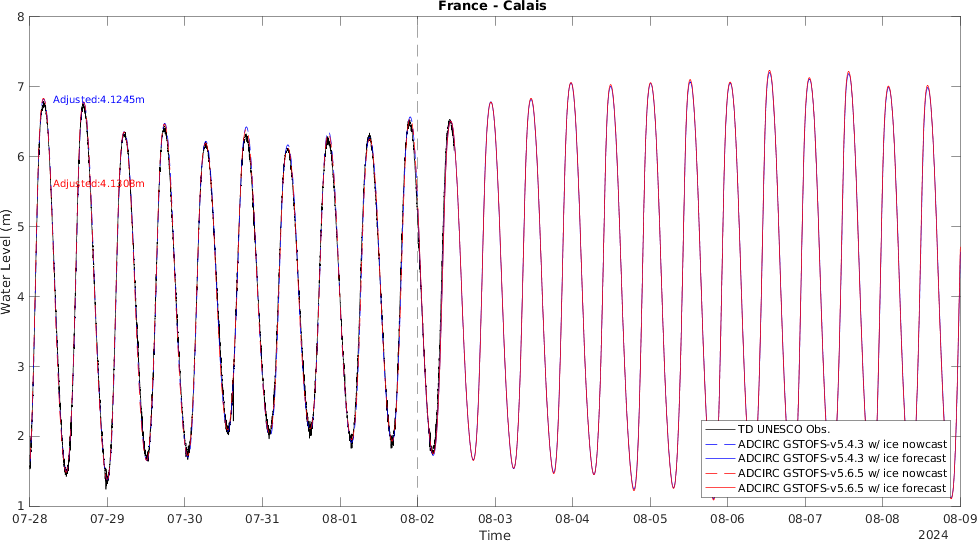 France - Calais
8
7
6
5
4
3
2
1
Water Level (m)
Adjusted:4.1245m
Adjusted:4.1308m
TD UNESCO Obs.
ADCIRC GSTOFS-v5.4.3 w/ ice nowcast
ADCIRC GSTOFS-v5.4.3 w/ ice forecast
ADCIRC GSTOFS-v5.6.5 w/ ice nowcast
ADCIRC GSTOFS-v5.6.5 w/ ice forecast
07-28 07-29 07-30 07-31 08-01 08-02 08-03 08-04 08-05 08-06 08-07 08-08 08-09
Time
2024